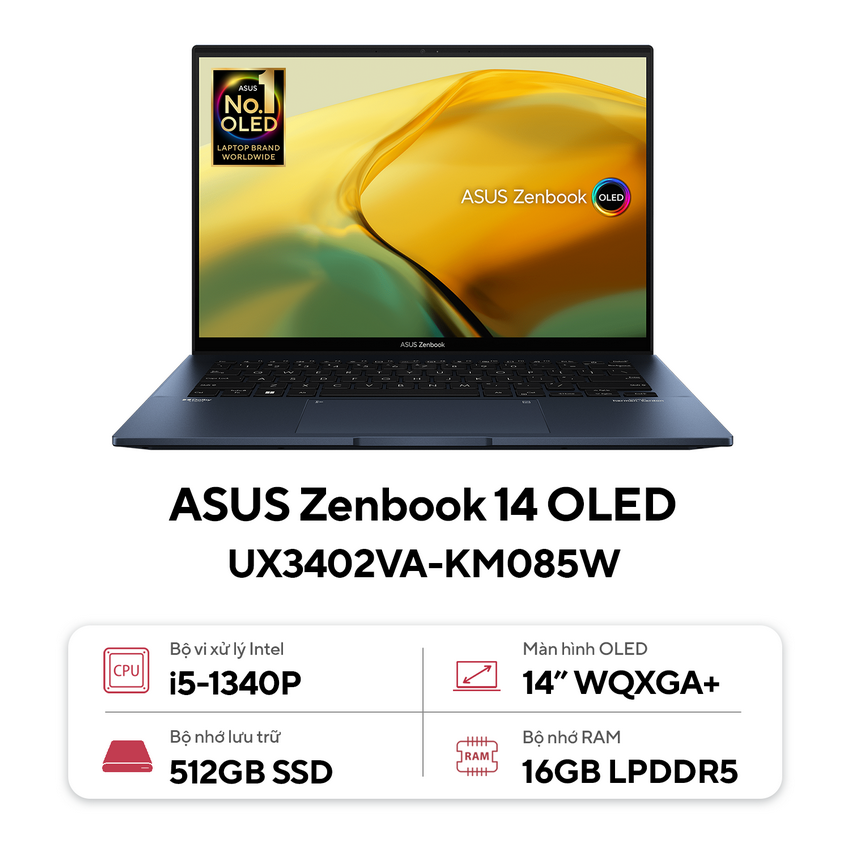 ASUS
No.1
OLED
LAPTOP BRAND
WORLDWIDE
ASUS Zenbook OLED
ASUS Zenbook
harman/kardon
ASUS Zenbook 14 OLED
UX3402VA-KM085W
CPU
Bộ vi xử lý Intel
i5-1340P
Màn hình OLED
14” WQXGA+
Bộ nhớ lưu trữ
512GB SSD
RAM
Bộ nhớ RAM
16GB LPDDR5